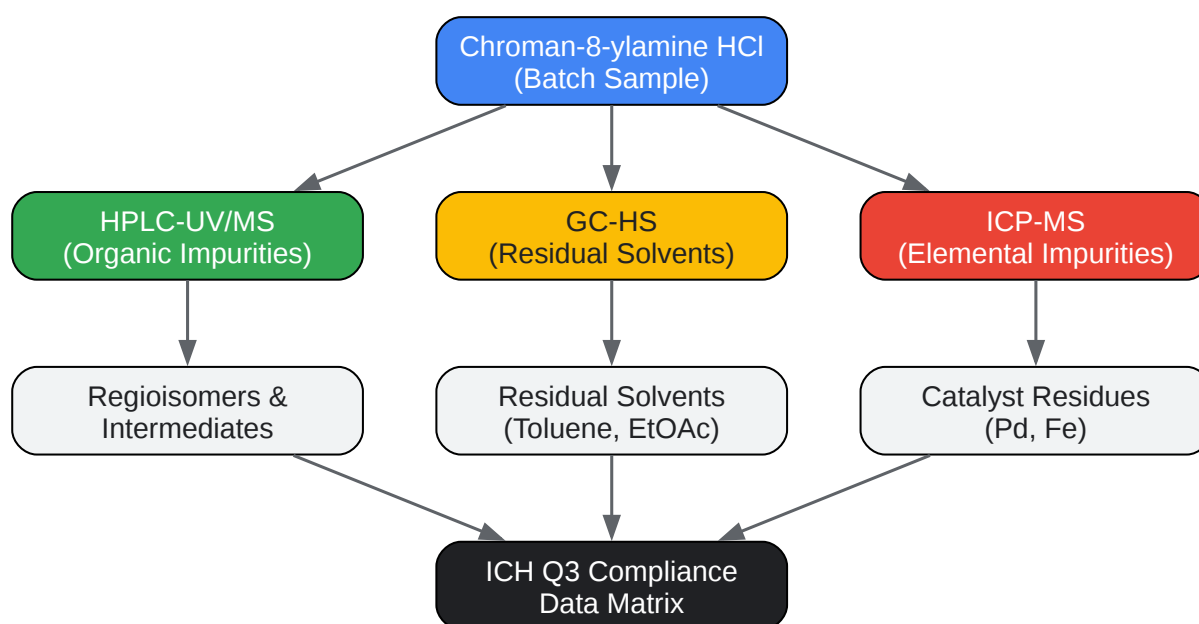 Chroman-8-ylamine HCl
(Batch Sample)
HPLC-UV/MS
(Organic Impurities)
GC-HS
(Residual Solvents)
ICP-MS
(Elemental Impurities)
Regioisomers &
Intermediates
Residual Solvents
(Toluene, EtOAc)
Catalyst Residues
(Pd, Fe)
ICH Q3 Compliance
Data Matrix